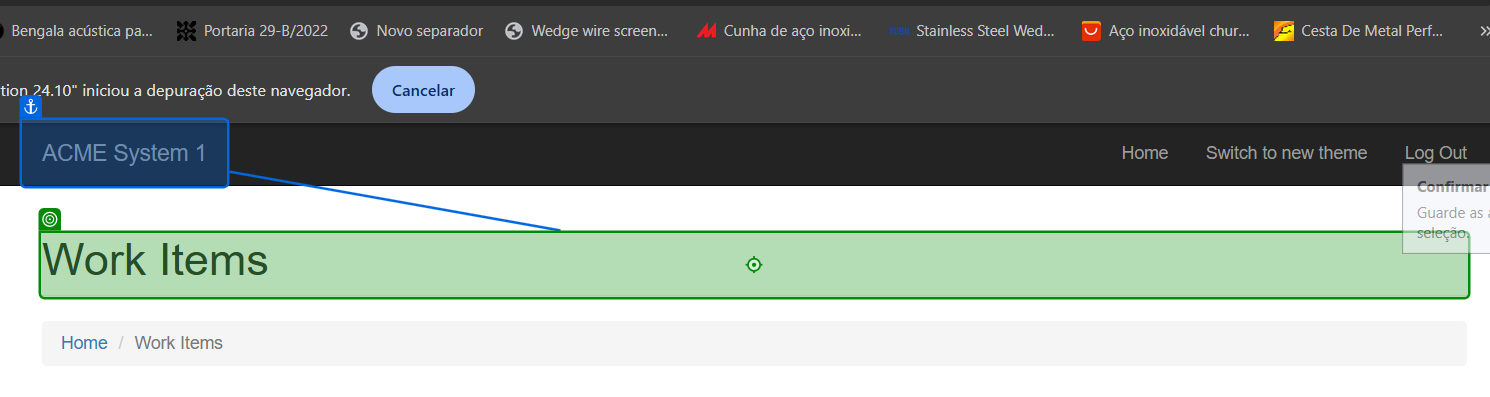 Bengala acústica pa... Portaria 29-B/2022 Novo separador Wedge wire screen... Cunha de aço inoxi... Stainless Steel Wed... Aço inoxidável chur... Cesta De Metal Perf... »
tion 24.10" iniciou a depuração deste navegador. Cancelar
ACME System 1 Home Switch to new theme Log Out
Confirmar
Guarde as a
seleção.
Work Items
Home / Work Items